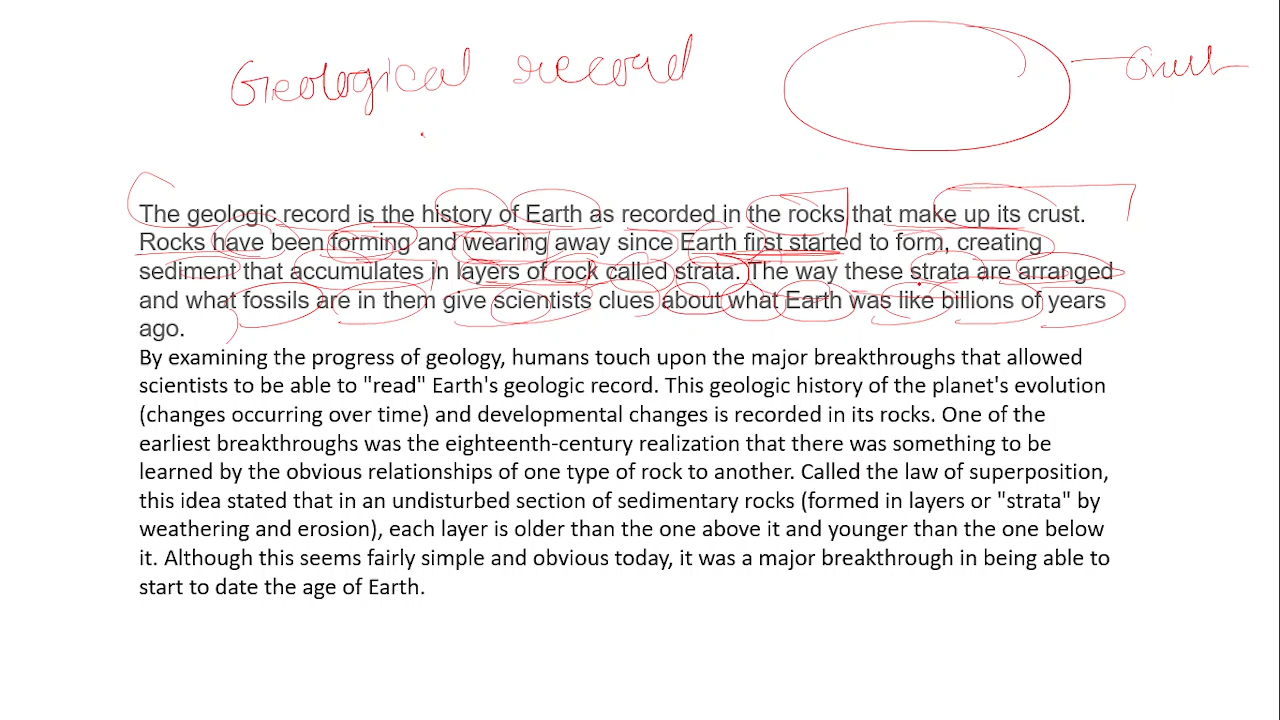 Geological record
Crust
The geologic record is the history of Earth as recorded in the rocks that make up its crust.
Rocks have been forming and wearing away since Earth first started to form, creating
sediment that accumulates in layers of rock called strata. The way these strata are arranged
and what fossils are in them give scientists clues about what Earth was like billions of years
ago.
By examining the progress of geology, humans touch upon the major breakthroughs that allowed
scientists to be able to "read" Earth's geologic record. This geologic history of the planet's evolution
(changes occurring over time) and developmental changes is recorded in its rocks. One of the
earliest breakthroughs was the eighteenth-century realization that there was something to be
learned by the obvious relationships of one type of rock to another. Called the law of superposition,
this idea stated that in an undisturbed section of sedimentary rocks (formed in layers or "strata" by
weathering and erosion), each layer is older than the one above it and younger than the one below
it. Although this seems fairly simple and obvious today, it was a major breakthrough in being able to
start to date the age of Earth.